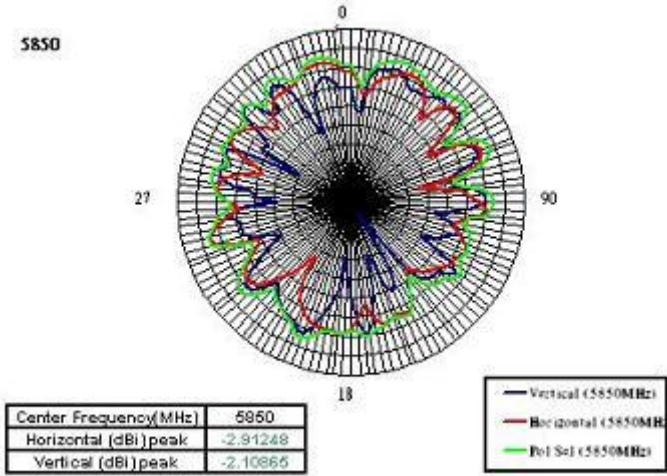 0
5850
27
90
18
Center Frequency(MHz) 5850
Horizontal (dBi)peak -2.91248
Vertical (dBi)peak -2.10865
Vertical (5850MHz)
Horizontal (5850MHz
Pol Sel (5850MHz)